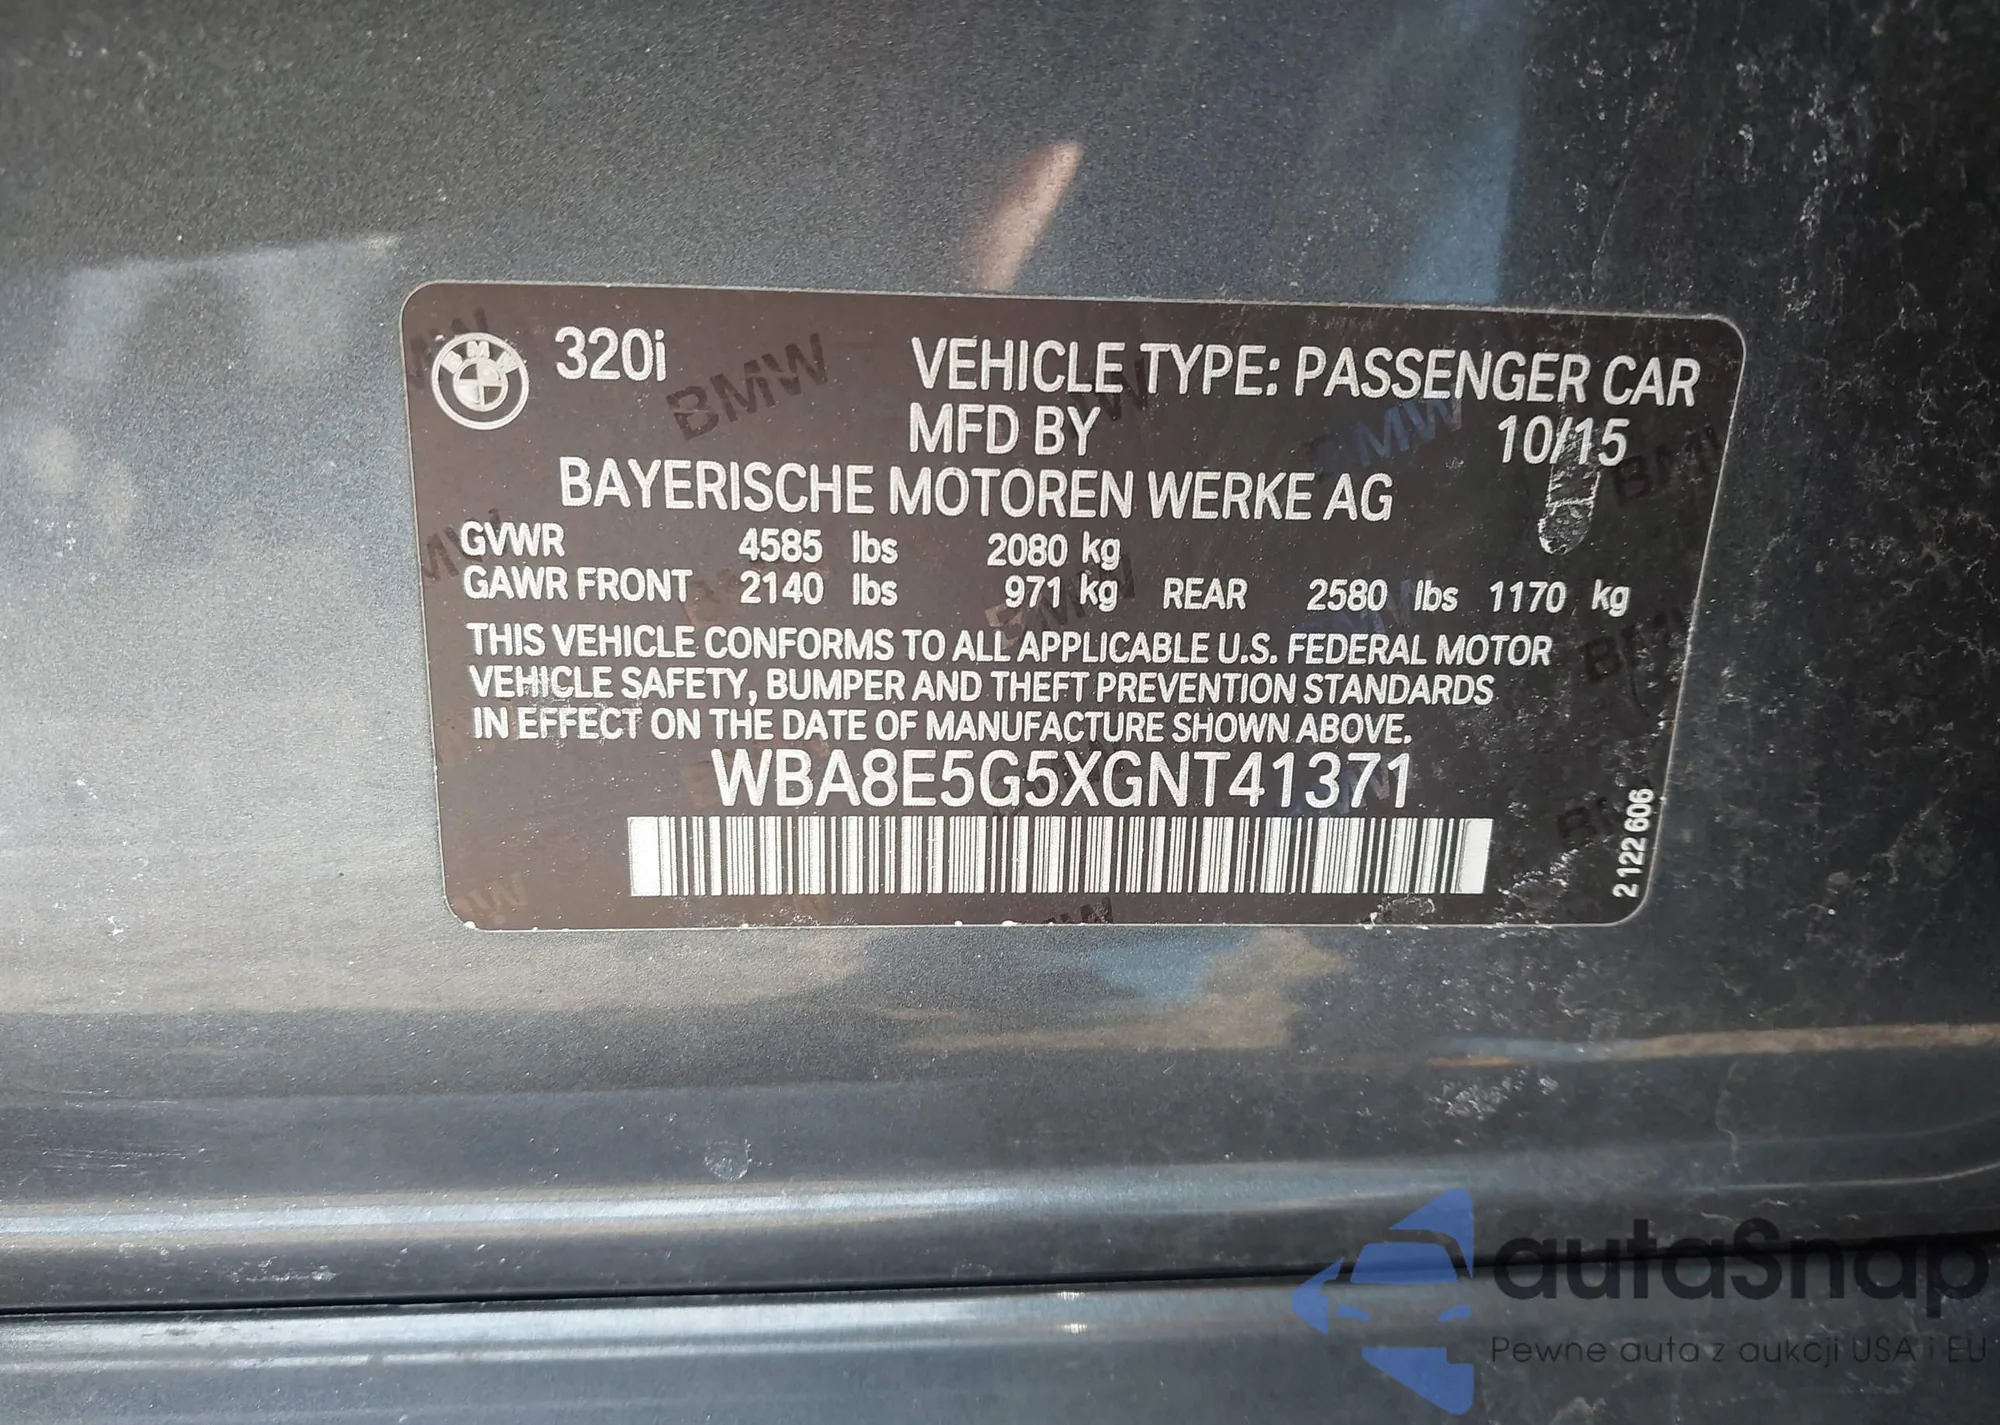 320i
VEHICLE TYPE: PASSENGER CAR
MFD BY 10/15
BAYERISCHE MOTOREN WERKE AG
GVWR 4585 lbs 2080 kg
GAWR FRONT 2140 lbs 971 kg REAR 2580 lbs 1170 kg
THIS VEHICLE CONFORMS TO ALL APPLICABLE U.S. FEDERAL MOTOR
VEHICLE SAFETY, BUMPER AND THEFT PREVENTION STANDARDS
IN EFFECT ON THE DATE OF MANUFACTURE SHOWN ABOVE.
WBA8E5G5XGNT41371
2 122 606
autaSnap
Pewne auta z aukcji USA i EU